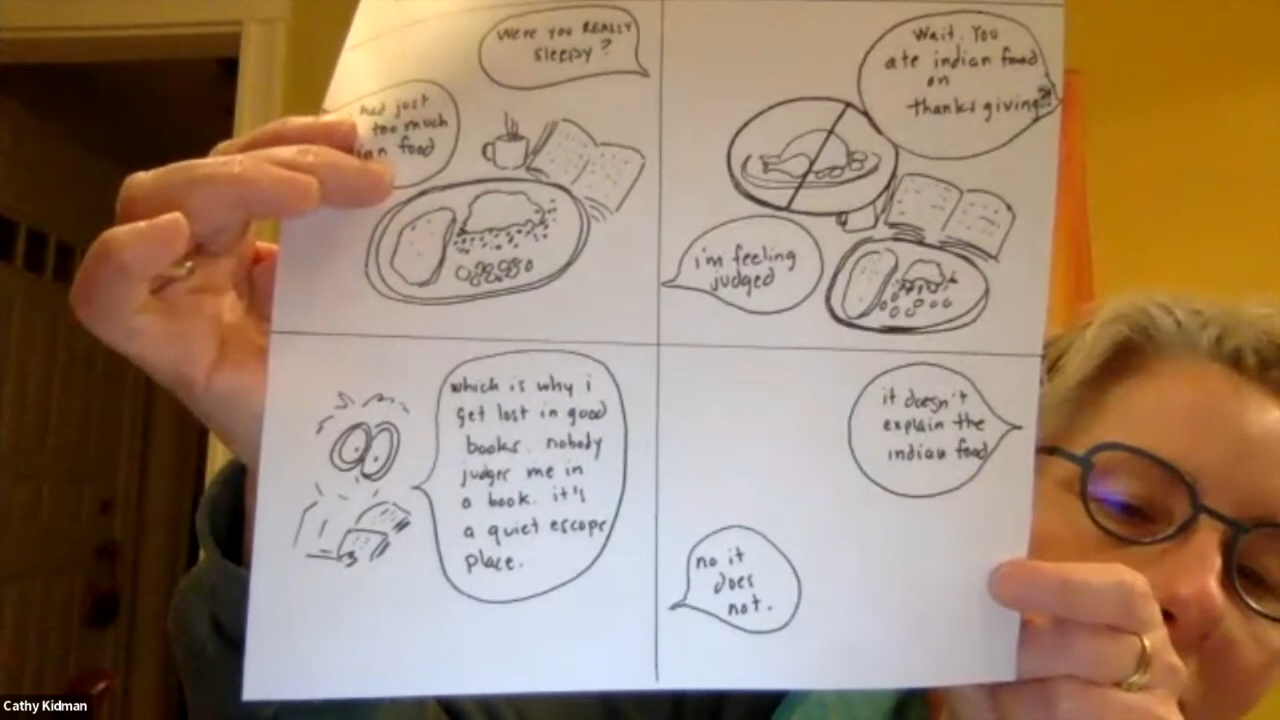 Were you REALLY
sleepy?
had just
too much
ian food
Wait. You
ate indian food
on
thanksgiving?!
i'm feeling
judged
which is why i
get lost in good
books. nobody
judges me in
a book. it's
a quiet escape
place.
it doesn't
explain the
indian food
no it
does
not.
Cathy Kidman